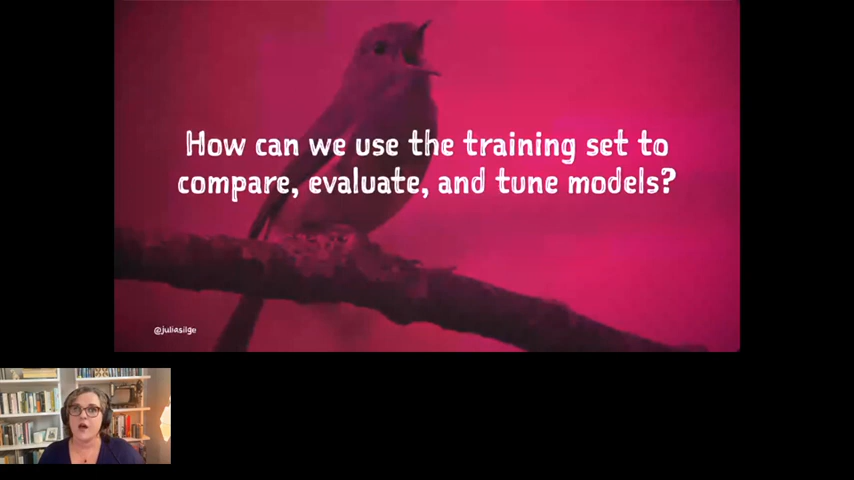 How can we use the training set to
compare, evaluate, and tune models?
@juliasilge